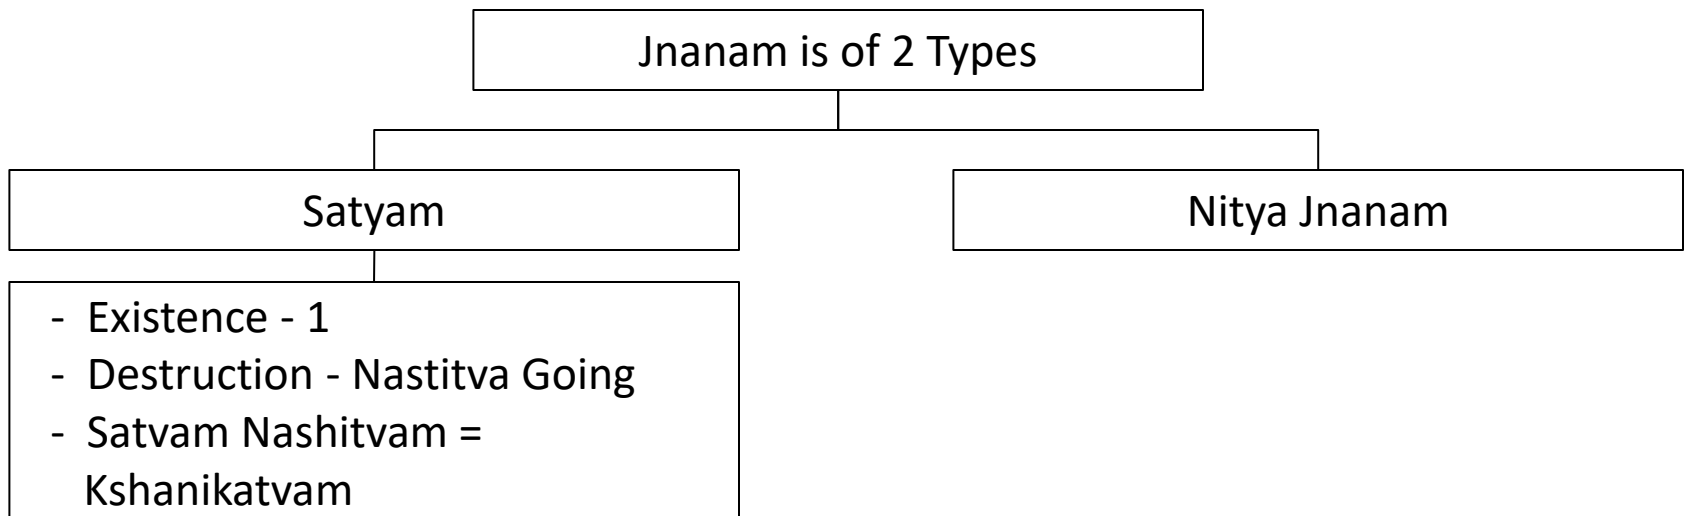 Jnanam is of 2 Types
Satyam
Nitya Jnanam
- Existence - 1
- Destruction - Nastitva Going
- Satvam Nashitvam =
Kshanikatvam